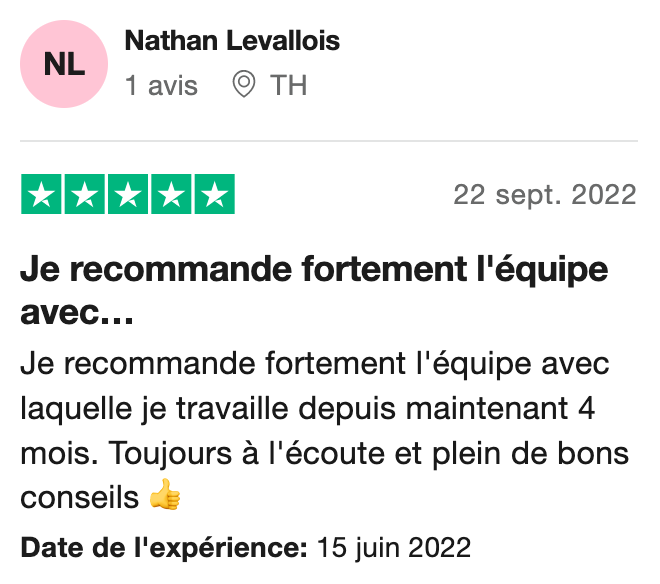 NL
Nathan Levallois
1 avis TH
22 sept. 2022
Je recommande fortement l'équipe
avec...
Je recommande fortement l'équipe avec
laquelle je travaille depuis maintenant 4
mois. Toujours à l'écoute et plein de bons
conseils 👍
Date de l'expérience: 15 juin 2022